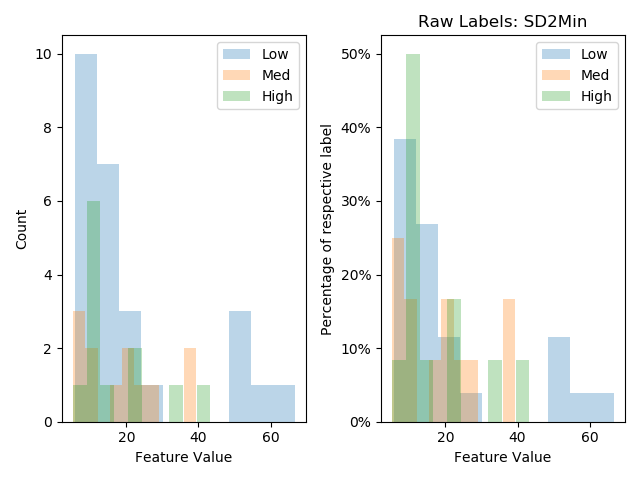 10
8
6
4
2
0
Count
20 40 60
Feature Value
Low
Med
High
Raw Labels: SD2Min
50%
40%
30%
20%
10%
0%
Percentage of respective label
20 40 60
Feature Value
Low
Med
High